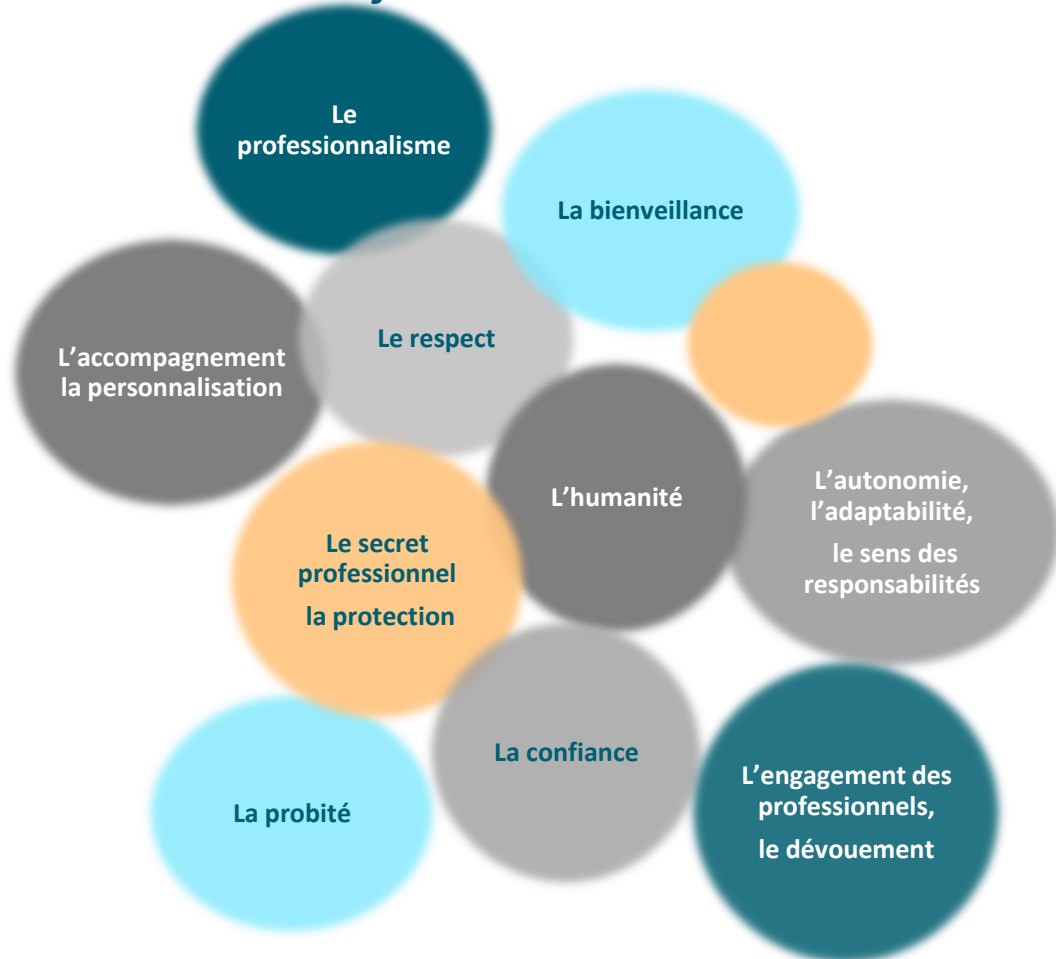 Le
professionnalisme
La bienveillance
Le respect
L'accompagnement
la personnalisation
L'humanité
L'autonomie,
l'adaptabilité,
le sens des
responsabilités
Le secret
professionnel
la protection
La confiance
L'engagement des
professionnels,
le dévouement
La probité